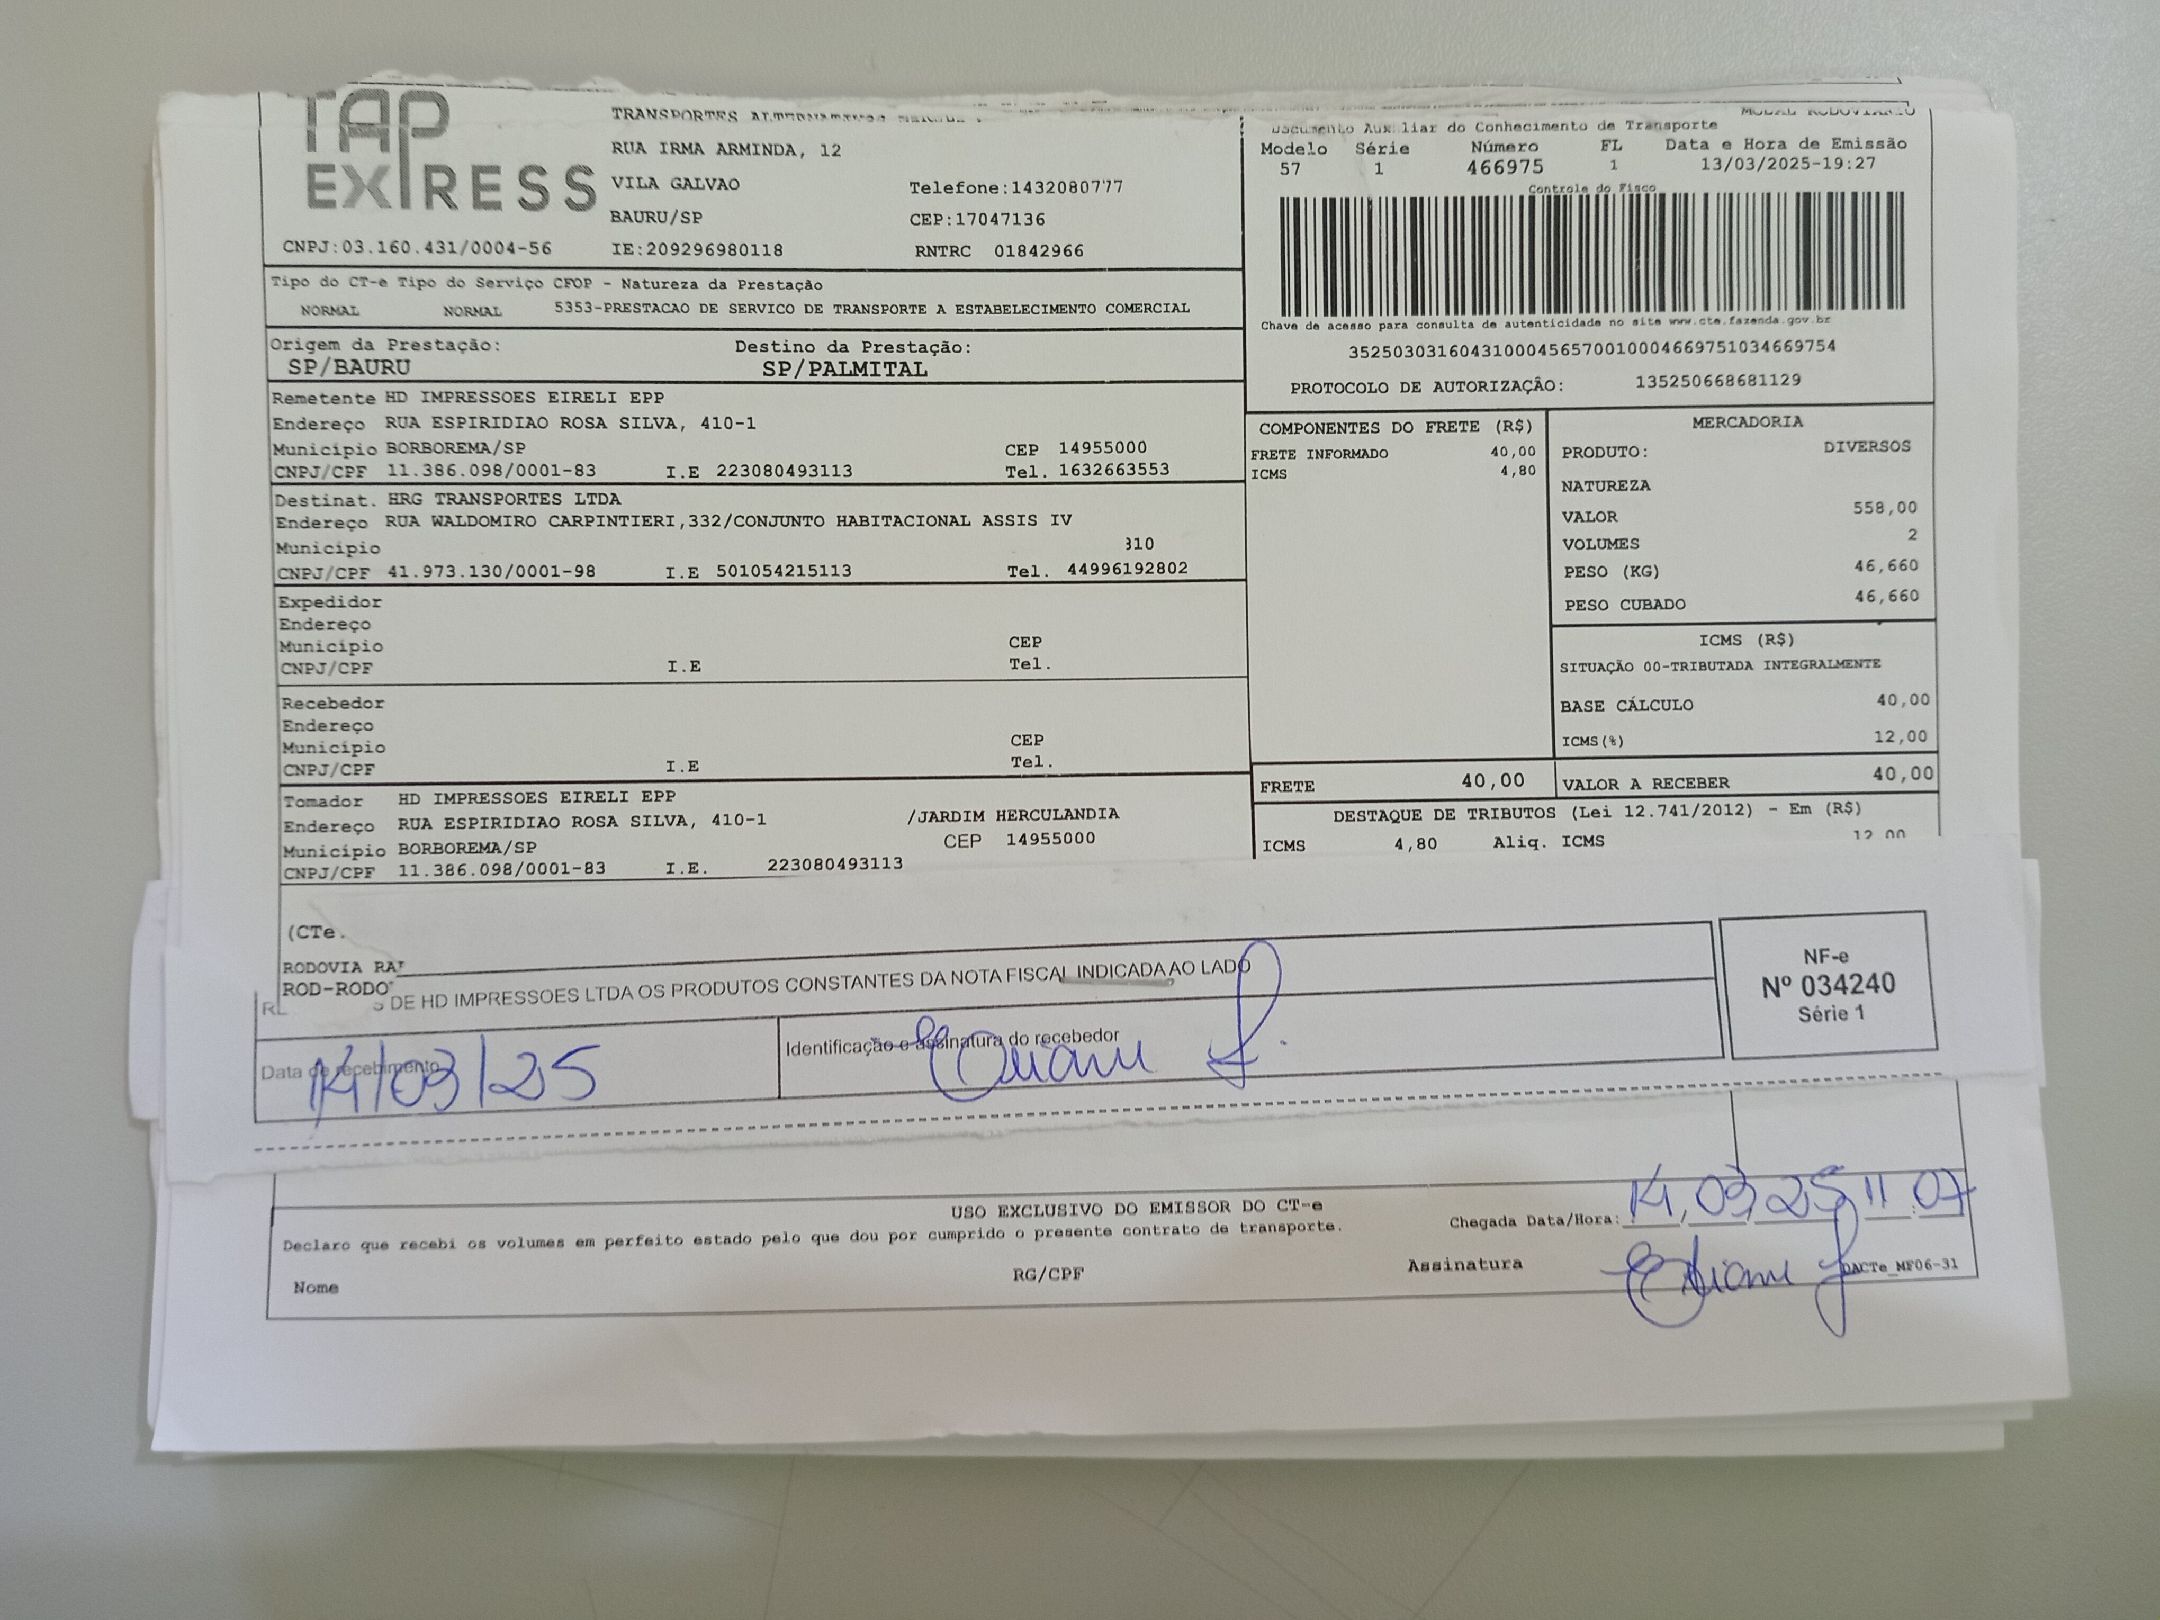 TAP
EXPRESS
TRANSPORTES
RUA IRMA ARMINDA, 12
VILA GALVAO Telefone:1432080777
BAURU/SP CEP:17047136
CNPJ:03.160.431/0004-56 IE:209296980118 RNTRC 01842966
MODAL RODOVIARIO
Documento Auxiliar do Conhecimento de Transporte
Modelo Série Número FL Data e Hora de Emissão
57 1 466975 1 13/03/2025-19:27
Controle do Fisco
Chave de acesso para consulta de autenticidade no site www.cte.fazenda.gov.br
35250303160431000456570010004669751034669754
PROTOCOLO DE AUTORIZAÇÃO: 135250668681129
Tipo do CT-e Tipo do Serviço CFOP - Natureza da Prestação
NORMAL NORMAL 5353-PRESTACAO DE SERVICO DE TRANSPORTE A ESTABELECIMENTO COMERCIAL
Origem da Prestação: Destino da Prestação:
SP/BAURU SP/PALMITAL
Remetente HD IMPRESSOES EIRELI EPP
Endereço RUA ESPIRIDIAO ROSA SILVA, 410-1
Município BORBOREMA/SP CEP 14955000
CNPJ/CPF 11.386.098/0001-83 I.E 223080493113 Tel. 1632663553
Destinat. HRG TRANSPORTES LTDA
Endereço RUA WALDOMIRO CARPINTIERI,332/CONJUNTO HABITACIONAL ASSIS IV
Município 310
CNPJ/CPF 41.973.130/0001-98 I.E 501054215113 Tel. 44996192802
Expedidor
Endereço
Município CEP
CNPJ/CPF I.E Tel.
Recebedor
Endereço
Município CEP
CNPJ/CPF I.E Tel.
Tomador HD IMPRESSOES EIRELI EPP
Endereço RUA ESPIRIDIAO ROSA SILVA, 410-1 /JARDIM HERCULANDIA
Município BORBOREMA/SP CEP 14955000
CNPJ/CPF 11.386.098/0001-83 I.E. 223080493113
COMPONENTES DO FRETE (R$)
FRETE INFORMADO 40,00
ICMS 4,80
MERCADORIA
PRODUTO: DIVERSOS
NATUREZA
VALOR 558,00
VOLUMES 2
PESO (KG) 46,660
PESO CUBADO 46,660
ICMS (R$)
SITUAÇÃO 00-TRIBUTADA INTEGRALMENTE
BASE CÁLCULO 40,00
ICMS(%) 12,00
FRETE 40,00 VALOR A RECEBER 40,00
DESTAQUE DE TRIBUTOS (Lei 12.741/2012) - Em (R$)
ICMS 4,80 Aliq. ICMS 12,00
(CTe.
RODOVIA
ROD-RODO
DE HD IMPRESSOES LTDA OS PRODUTOS CONSTANTES DA NOTA FISCAL INDICADA AO LADO
NF-e
Nº 034240
Série 1
Data de recebimento Identificação e assinatura do recebedor
14/03/25
USO EXCLUSIVO DO EMISSOR DO CT-e
Declaro que recebi os volumes em perfeito estado pelo que dou por cumprido o presente contrato de transporte.
Chegada Data/Hora: 14,03,25 11 07
Nome RG/CPF Assinatura
DACTe_MF06-31